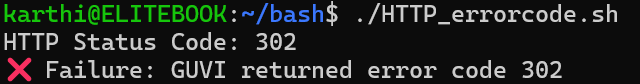 karthi@ELITEBOOK:~/bash$ ./HTTP_errorcode.sh
HTTP Status Code: 302
❌ Failure: GUVI returned error code 302